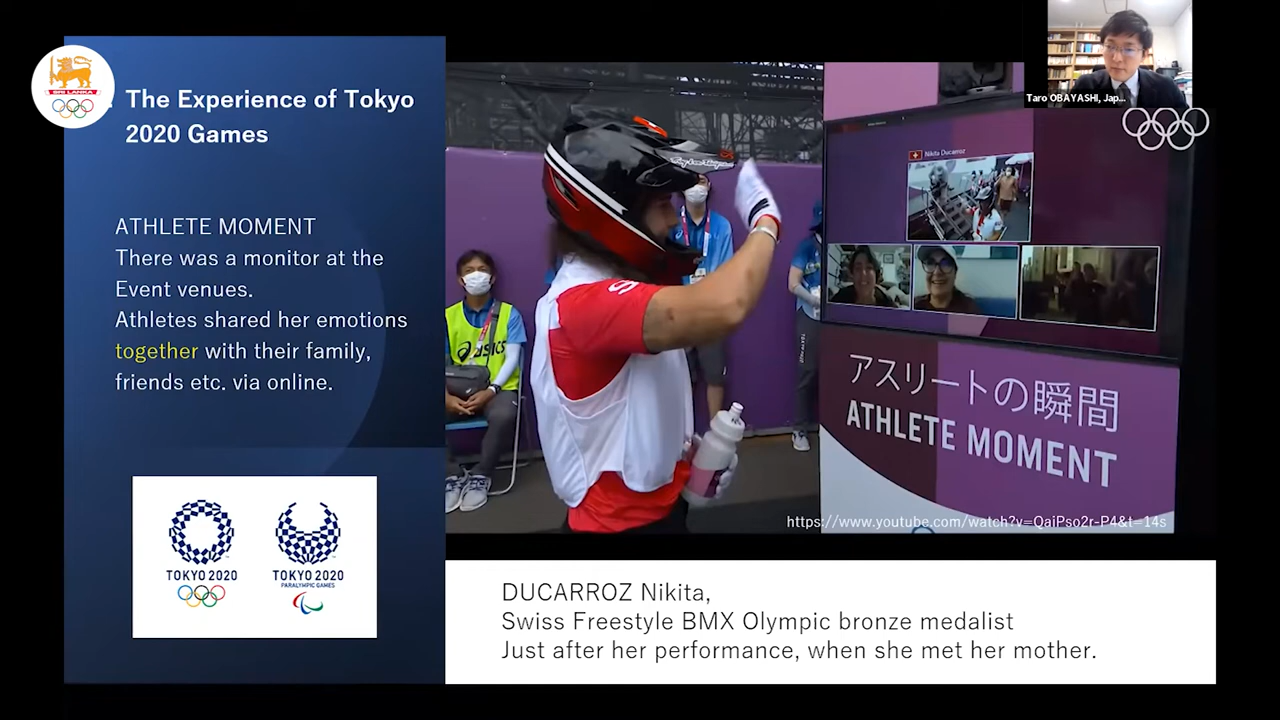 SRI LANKA
The Experience of Tokyo
2020 Games
ATHLETE MOMENT
There was a monitor at the
Event venues.
Athletes shared her emotions
together with their family,
friends etc. via online.
TOKYO 2020
TOKYO 2020
PARALYMPIC GAMES
Taro OBAYASHI, Jap...
Nikita Ducarroz
asics
アスリートの瞬間
ATHLETE MOMENT
https://www.youtube.com/watch?v=QaiPso2r-P4&t=14s
DUCARROZ Nikita,
Swiss Freestyle BMX Olympic bronze medalist
Just after her performance, when she met her mother.